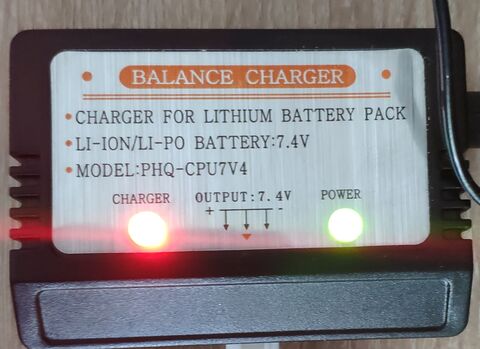 BALANCE CHARGER
CHARGER FOR LITHIUM BATTERY PACK
LI-ION/LI-PO BATTERY:7.4V
MODEL:PHQ-CPU7V4
CHARGER OUTPUT:7.4V POWER
+ -